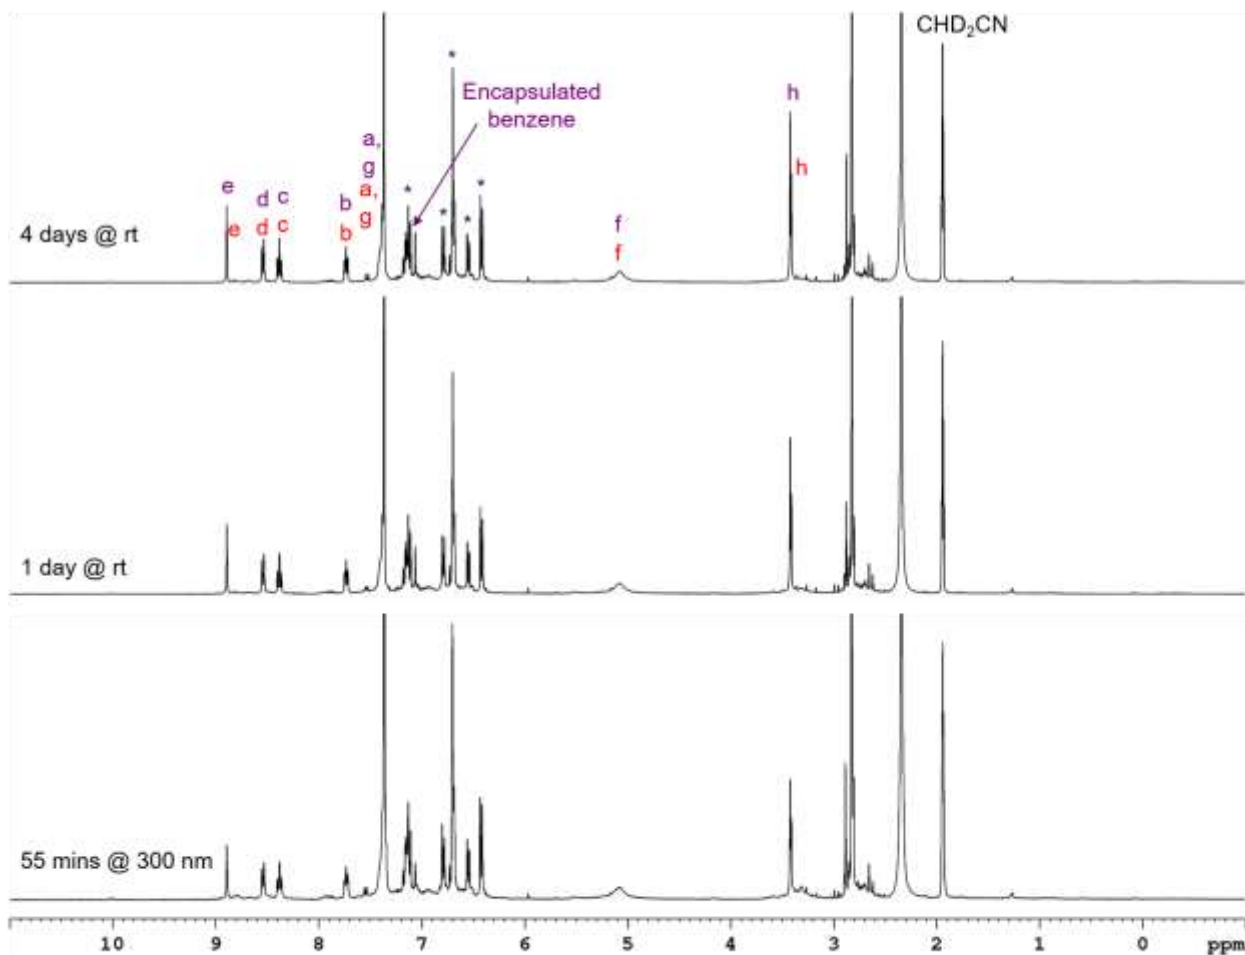 CHD₂CN
*
Encapsulated
benzene
h
h
a,
g
a,
g
e
e
d
d
c
c
b
b
*
*
*
*
f
f
4 days @ rt
1 day @ rt
55 mins @ 300 nm
10 9 8 7 6 5 4 3 2 1 0 ppm